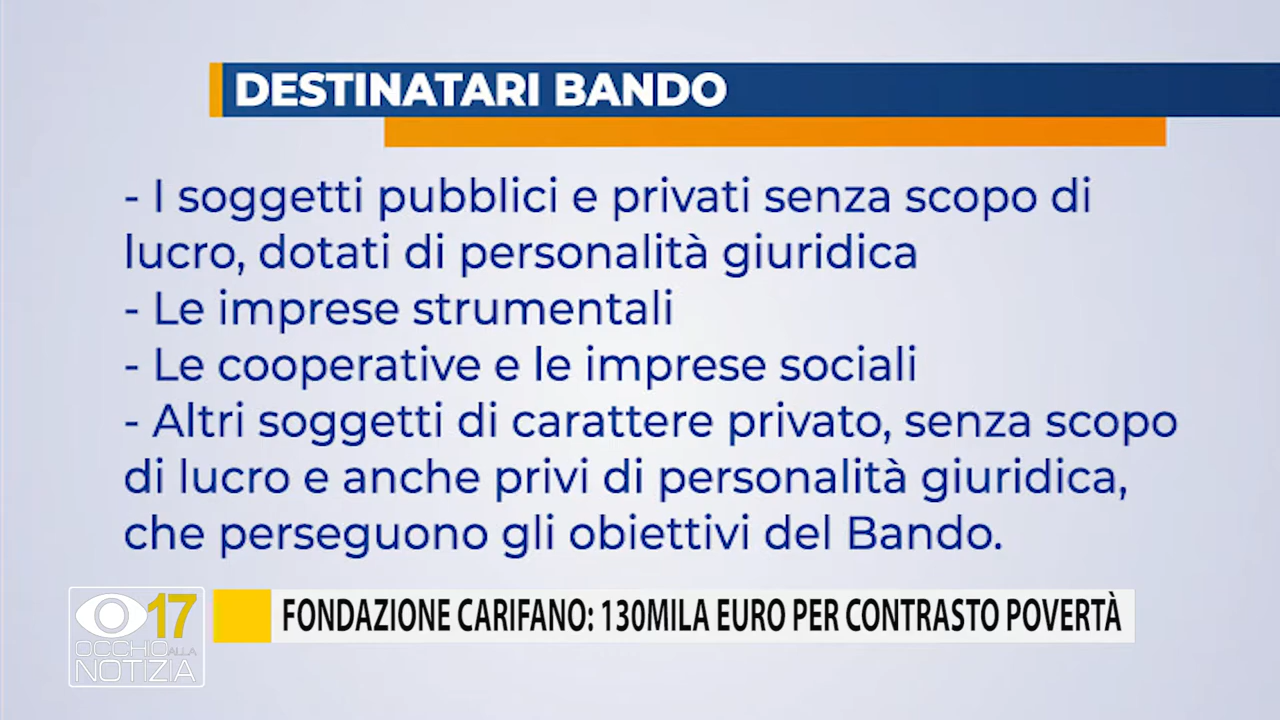 DESTINATARI BANDO
- I soggetti pubblici e privati senza scopo di
lucro, dotati di personalità giuridica
- Le imprese strumentali
- Le cooperative e le imprese sociali
- Altri soggetti di carattere privato, senza scopo
di lucro e anche privi di personalità giuridica,
che perseguono gli obiettivi del Bando.
17
OCCHIO ALLA
NOTIZIA
FONDAZIONE CARIFANO: 130MILA EURO PER CONTRASTO POVERTÀ